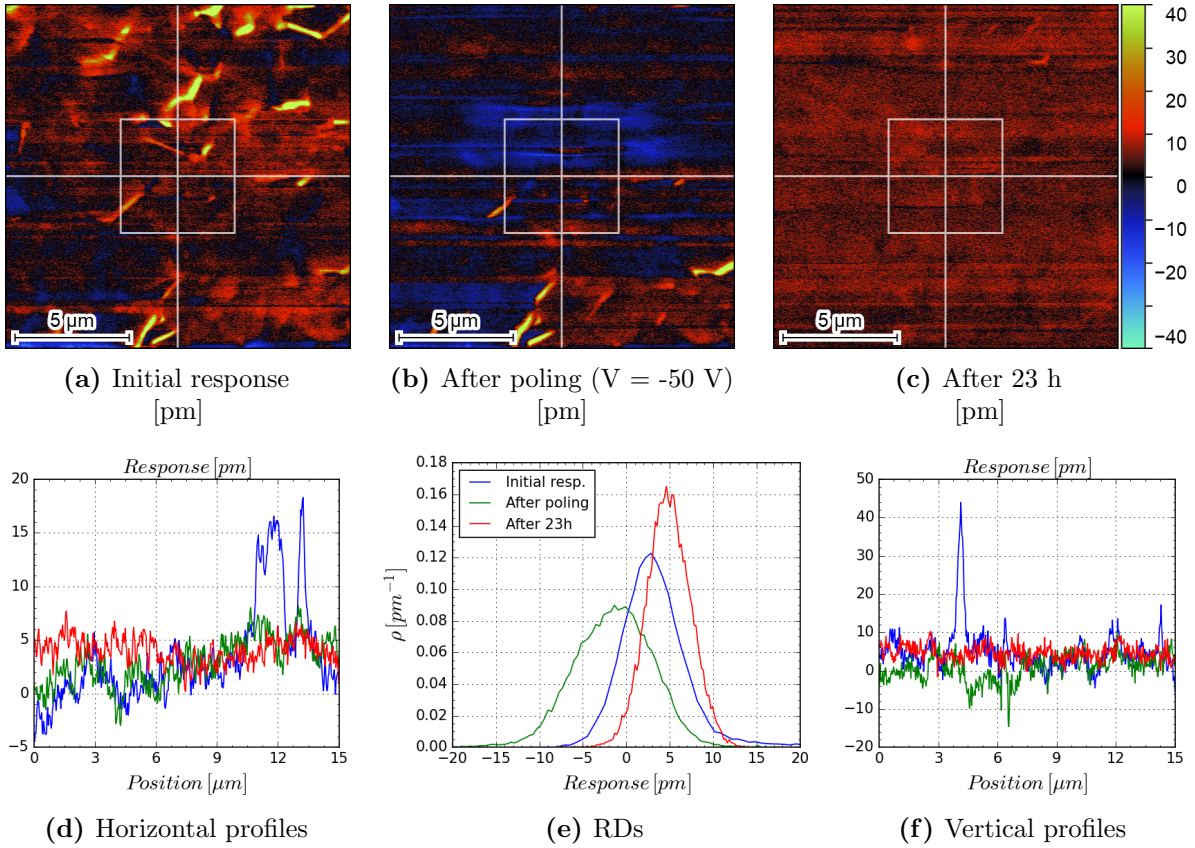 40
20
10
0
−10
−20
−40
5 µm
5 µm
5 µm
(a) Initial response
[pm]
(b) After poling (V = -50 V)
[pm]
(c) After 23 h
[pm]
Response [pm]
20
15
10
5
0
−5
0 3 6 9 12 15
Position [µm]
(d) Horizontal profiles
0.18
0.16
0.14
0.12
0.10
0.08
0.06
0.04
0.02
0.00
ρ [pm⁻¹]
Initial resp.
After poling
After 23h
−20 −15 −10 −5 0 5 10 15 20
Response [pm]
(e) RDs
Response [pm]
50
40
30
20
10
0
−10
−20
0 3 6 9 12 15
Position [µm]
(f) Vertical profiles